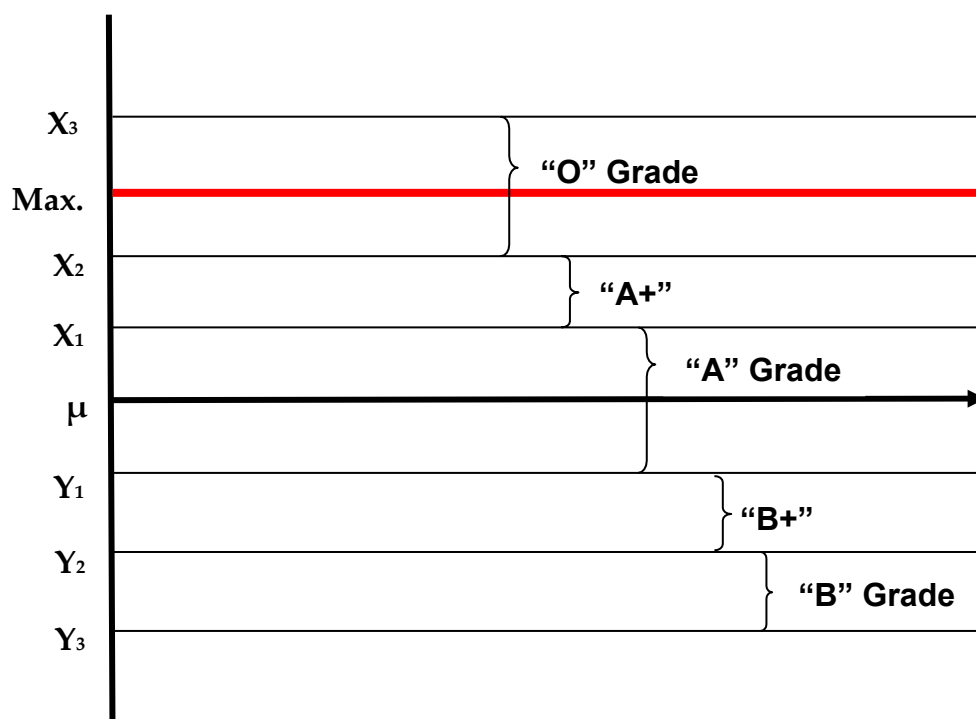 X₃
“O” Grade
Max.
X₂
“A+”
X₁
“A” Grade
μ
Y₁
“B+”
Y₂
“B” Grade
Y₃